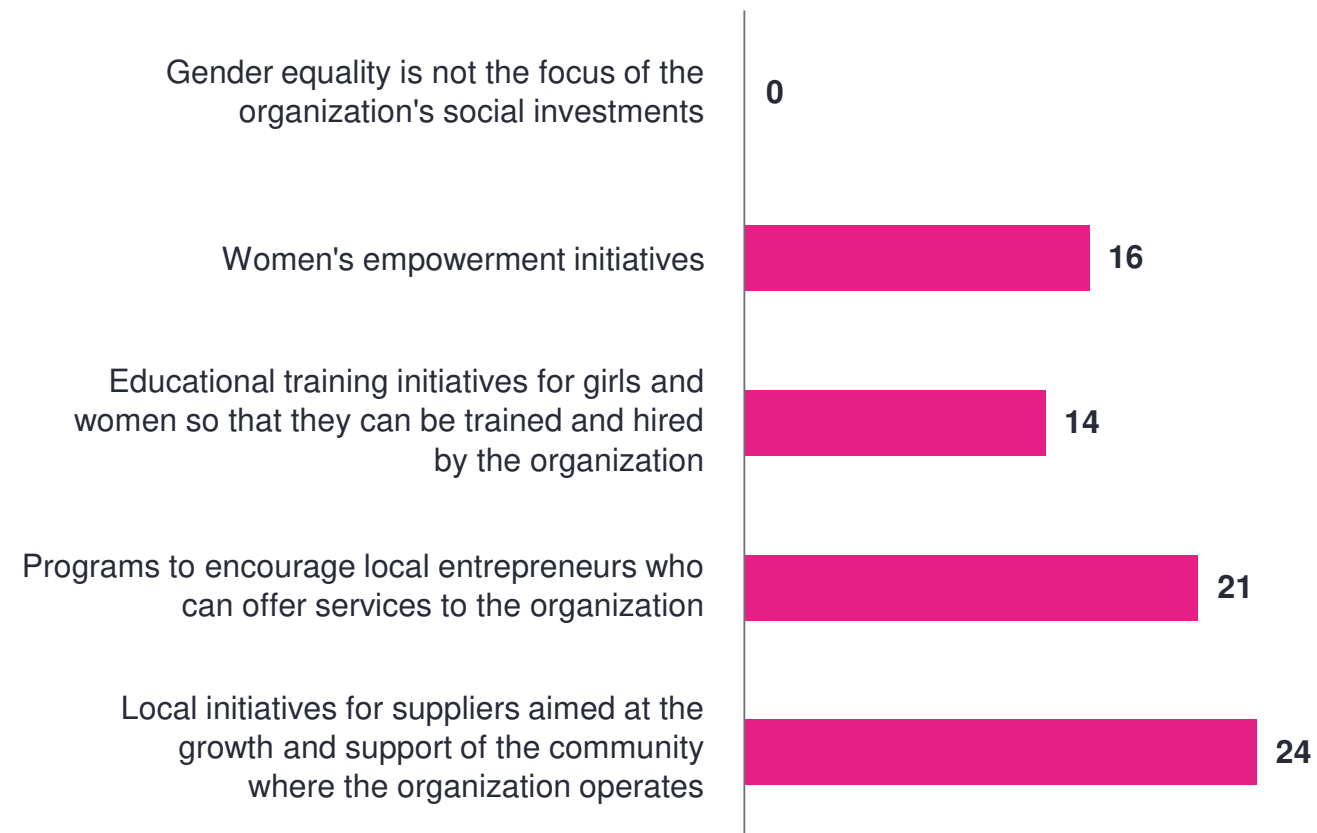 Gender equality is not the focus of the
organization's social investments
0
Women's empowerment initiatives
16
Educational training initiatives for girls and
women so that they can be trained and hired
by the organization
14
Programs to encourage local entrepreneurs who
can offer services to the organization
21
Local initiatives for suppliers aimed at the
growth and support of the community
where the organization operates
24